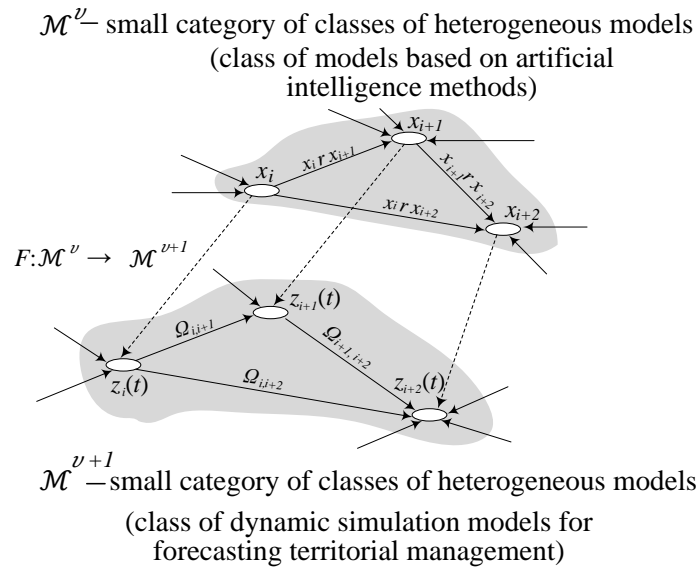 ℳ^ν – small category of classes of heterogeneous models
(class of models based on artificial
intelligence methods)
x_{i+1}
x_i
x_i r x_{i+1}
x_{i+1} r x_{i+2}
x_i r x_{i+2}
x_{i+2}
F: ℳ^ν → ℳ^{ν+1}
z_{i+1}(t)
Ω_{i,i+1}
Ω_{i+1, i+2}
z_i(t)
Ω_{i,i+2}
z_{i+2}(t)
ℳ^{ν+1} – small category of classes of heterogeneous models
(class of dynamic simulation models for
forecasting territorial management)